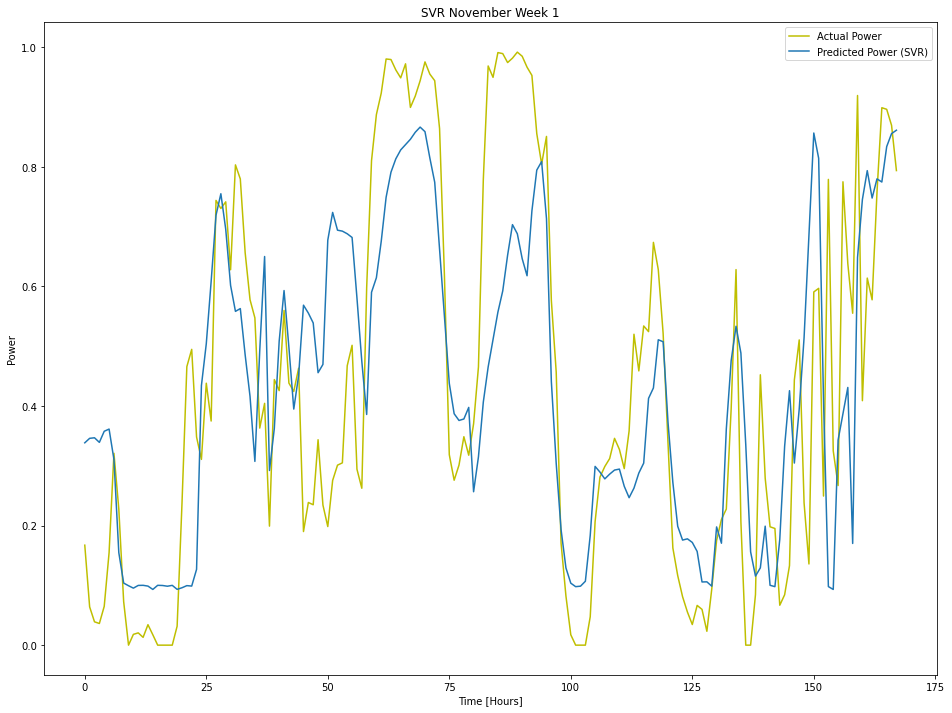 SVR November Week 1
Actual Power
Predicted Power (SVR)
1.0
0.8
0.6
0.4
0.2
0.0
Power
0 25 50 75 100 125 150 175
Time [Hours]